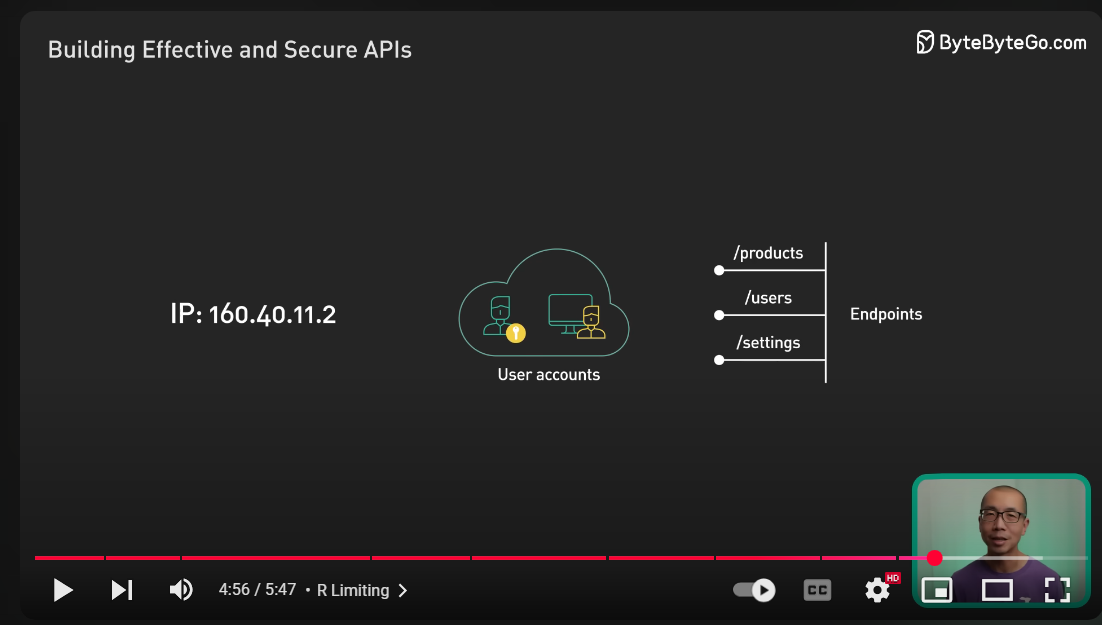 Building Effective and Secure APIs
ByteByteGo.com
/products
/users
IP: 160.40.11.2
Endpoints
/settings
User accounts
4:56 / 5:47 • R Limiting
CC
HD